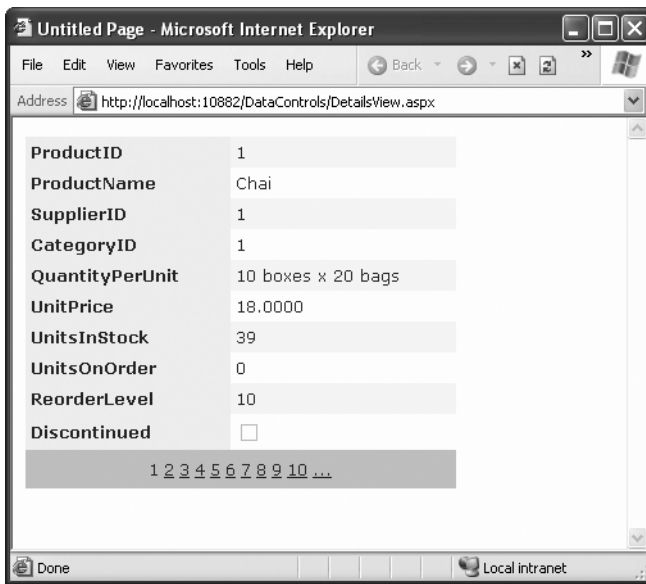 Untitled Page - Microsoft Internet Explorer
File Edit View Favorites Tools Help Back »
Address http://localhost:10882/DataControls/DetailsView.aspx
ProductID 1
ProductName Chai
SupplierID 1
CategoryID 1
QuantityPerUnit 10 boxes x 20 bags
UnitPrice 18.0000
UnitsInStock 39
UnitsOnOrder 0
ReorderLevel 10
Discontinued
1 2 3 4 5 6 7 8 9 10 ...
Done Local intranet